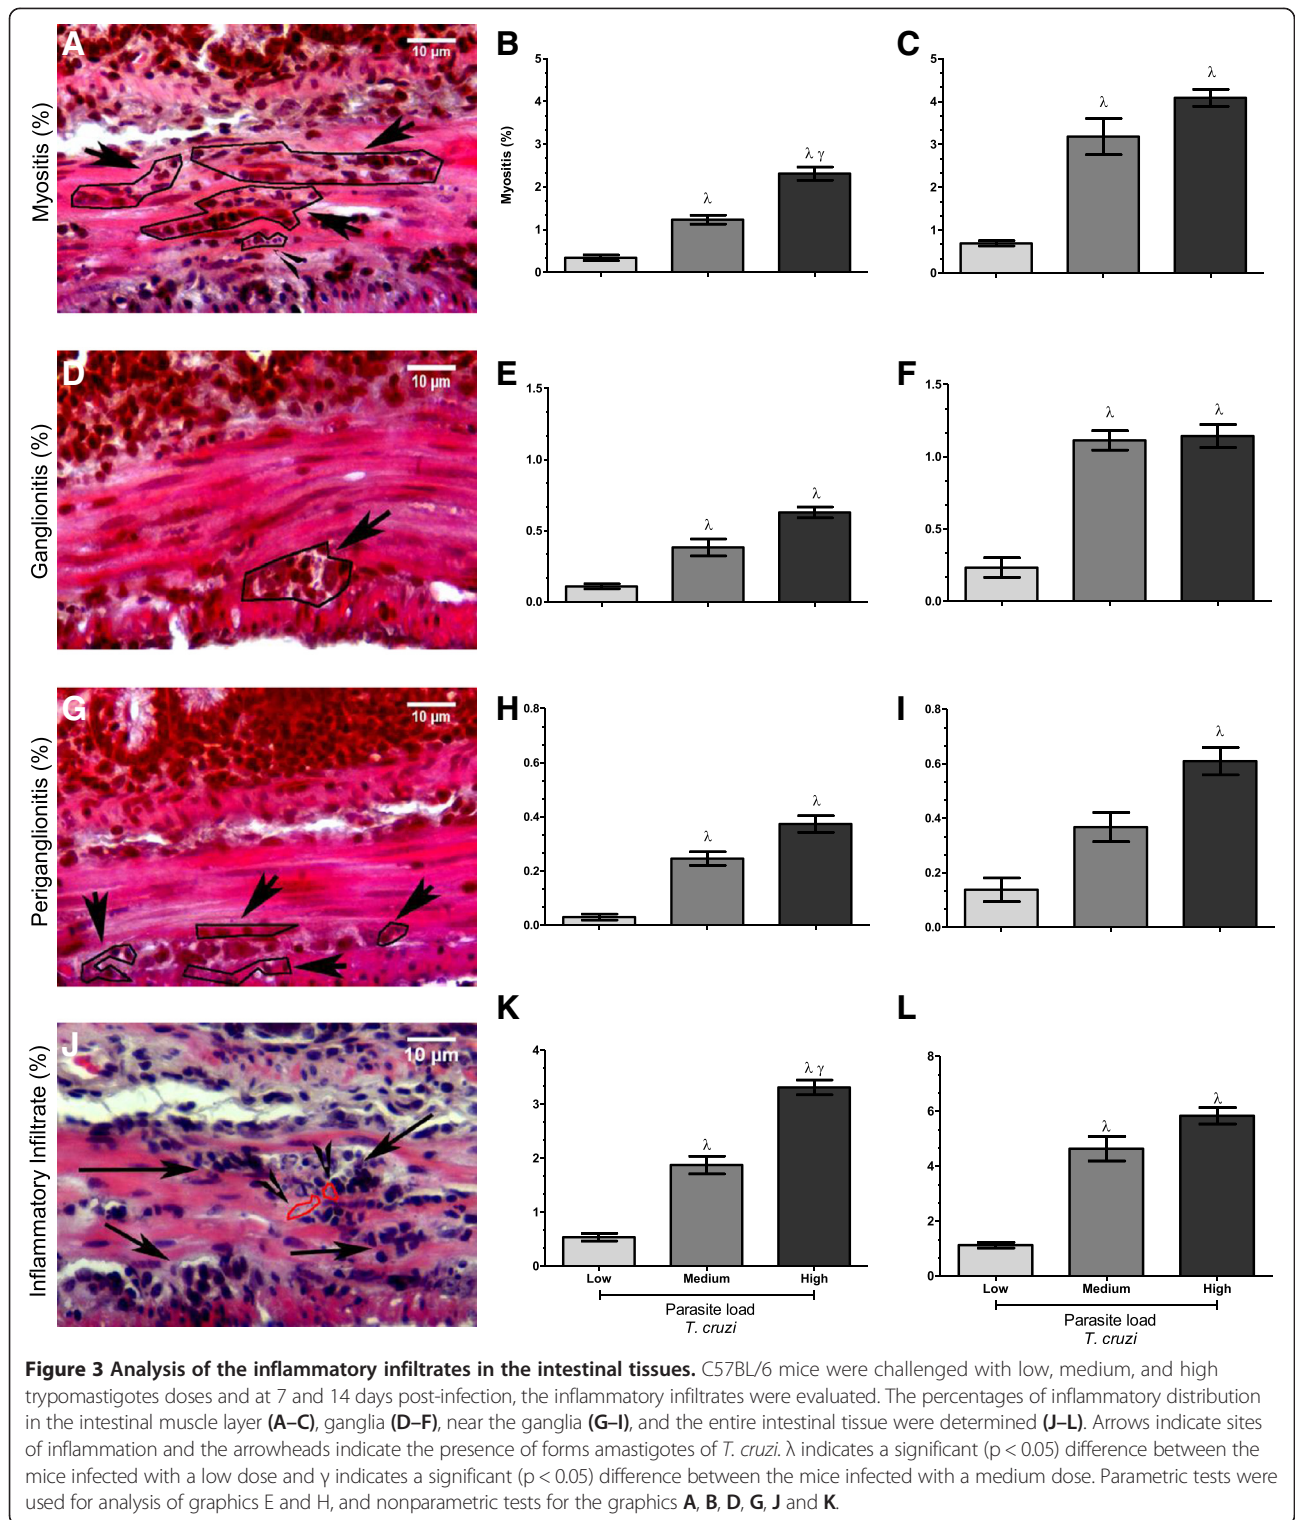 A
10 µm
Myositis (%)
B
5
4
3
2
1
0
Myositis (%)
λ
λ γ
C
5
4
3
2
1
0
λ
λ
D
10 µm
Ganglionitis (%)
E
1.5
1.0
0.5
0.0
λ
λ
F
1.5
1.0
0.5
0.0
λ
λ
G
10 µm
Periganglionitis (%)
H
0.8
0.6
0.4
0.2
0.0
λ
λ
I
0.8
0.6
0.4
0.2
0.0
λ
J
10 µm
Inflammatory Infiltrate (%)
K
4
3
2
1
0
λ
λ γ
Low Medium High
Parasite load
T. cruzi
L
8
6
4
2
0
λ
λ
Low Medium High
Parasite load
T. cruzi
Figure 3 Analysis of the inflammatory infiltrates in the intestinal tissues. C57BL/6 mice were challenged with low, medium, and high
trypomastigotes doses and at 7 and 14 days post-infection, the inflammatory infiltrates were evaluated. The percentages of inflammatory distribution
in the intestinal muscle layer (A–C), ganglia (D–F), near the ganglia (G–I), and the entire intestinal tissue were determined (J–L). Arrows indicate sites
of inflammation and the arrowheads indicate the presence of forms amastigotes of T. cruzi. λ indicates a significant (p < 0.05) difference between the
mice infected with a low dose and γ indicates a significant (p < 0.05) difference between the mice infected with a medium dose. Parametric tests were
used for analysis of graphics E and H, and nonparametric tests for the graphics A, B, D, G, J and K.